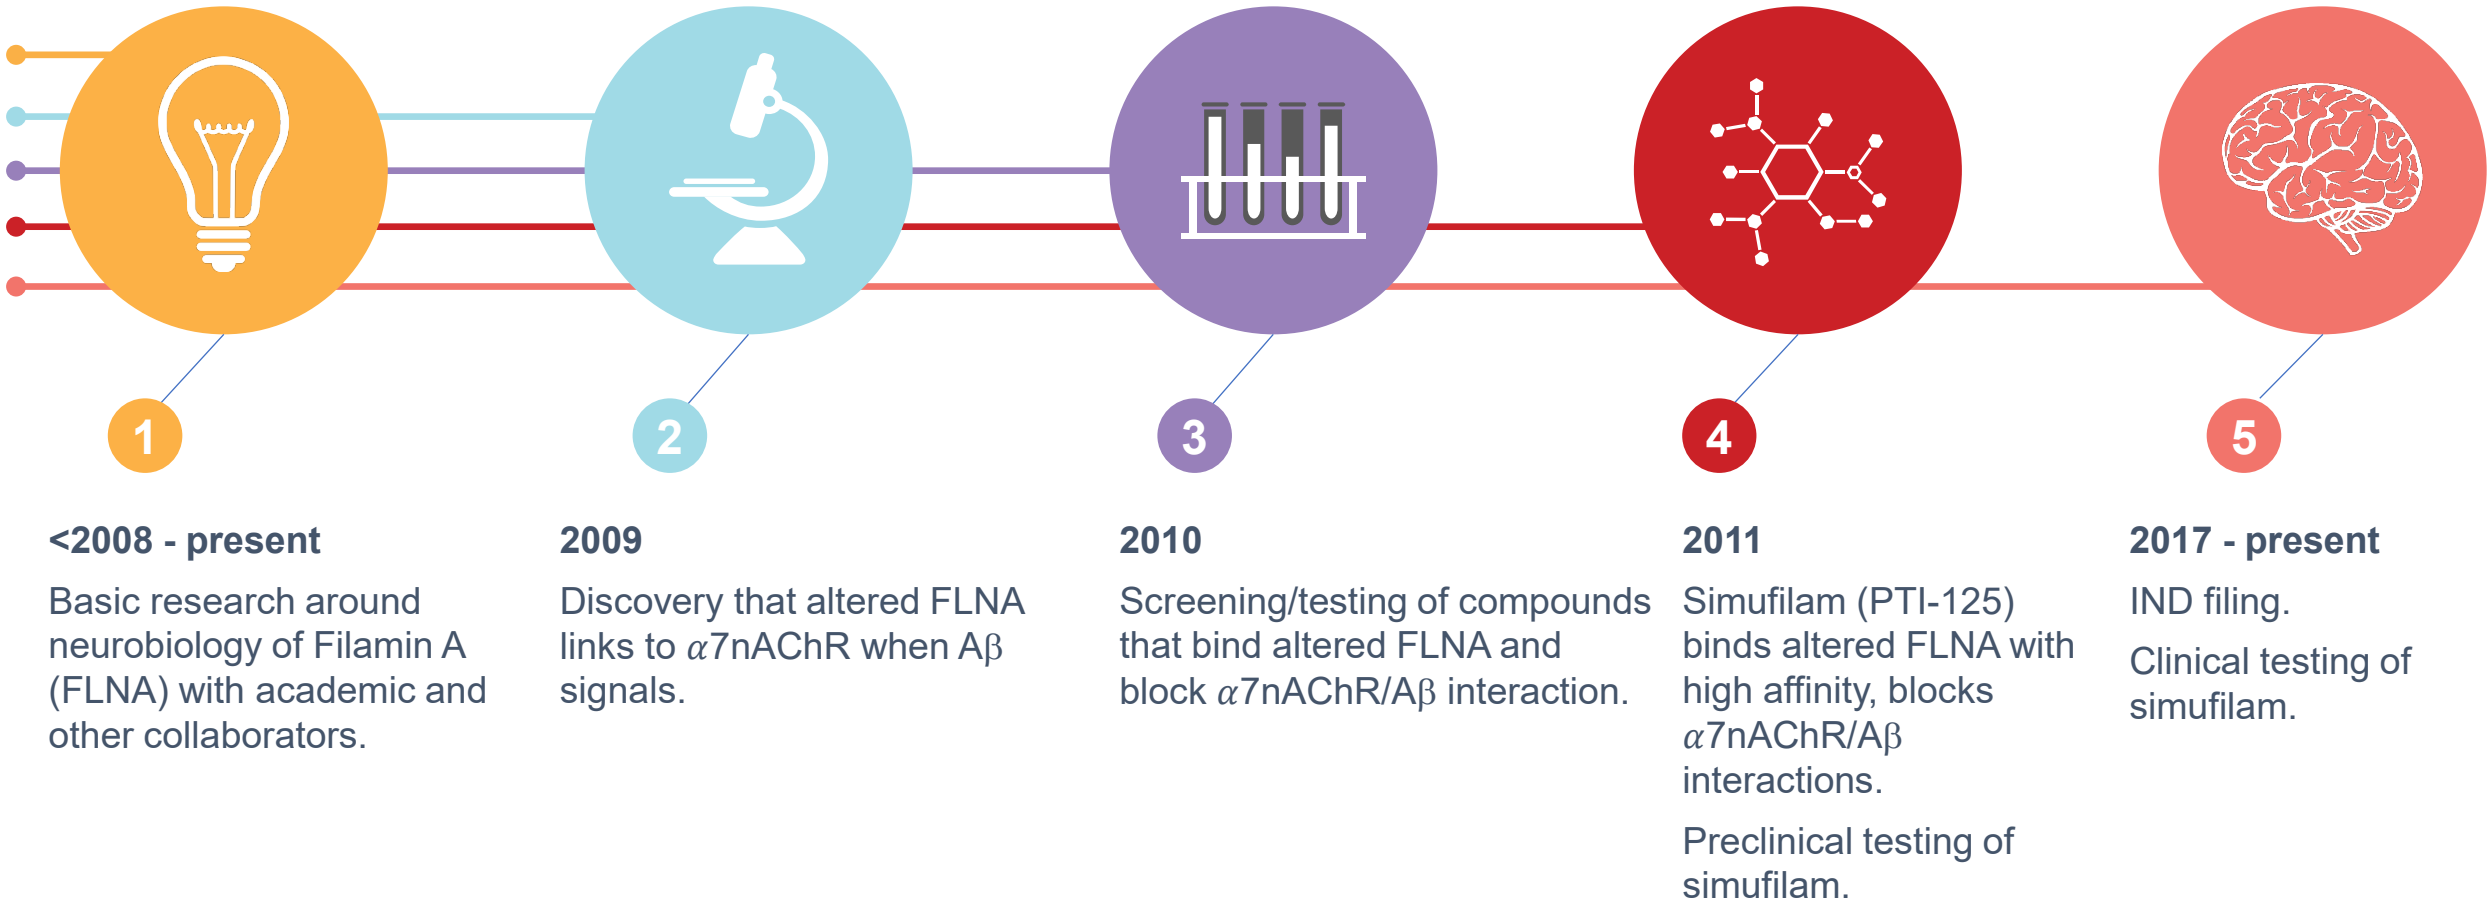 1
<2008 - present
Basic research around
neurobiology of Filamin A
(FLNA) with academic and
other collaborators.
2
2009
Discovery that altered FLNA
links to α7nAChR when Aβ
signals.
3
2010
Screening/testing of compounds
that bind altered FLNA and
block α7nAChR/Aβ interaction.
4
2011
Simufilam (PTI-125)
binds altered FLNA with
high affinity, blocks
α7nAChR/Aβ
interactions.
Preclinical testing of
simufilam.
5
2017 - present
IND filing.
Clinical testing of
simufilam.